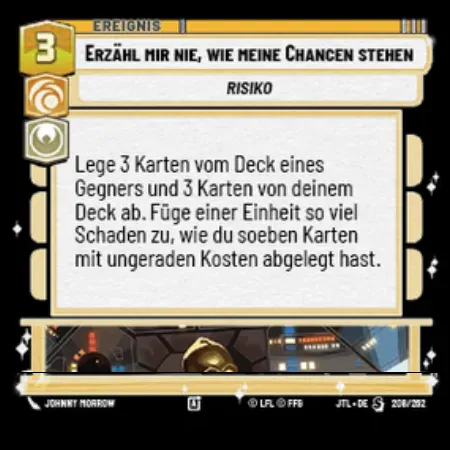 EREIGNIS
3
ERZÄHL MIR NIE, WIE MEINE CHANCEN STEHEN
RISIKO
Lege 3 Karten vom Deck eines
Gegners und 3 Karten von deinem
Deck ab. Füge einer Einheit so viel
Schaden zu, wie du soeben Karten
mit ungeraden Kosten abgelegt hast.
JOHNNY MORROW
A
© LFL © FFG
JTL • DE
208/262